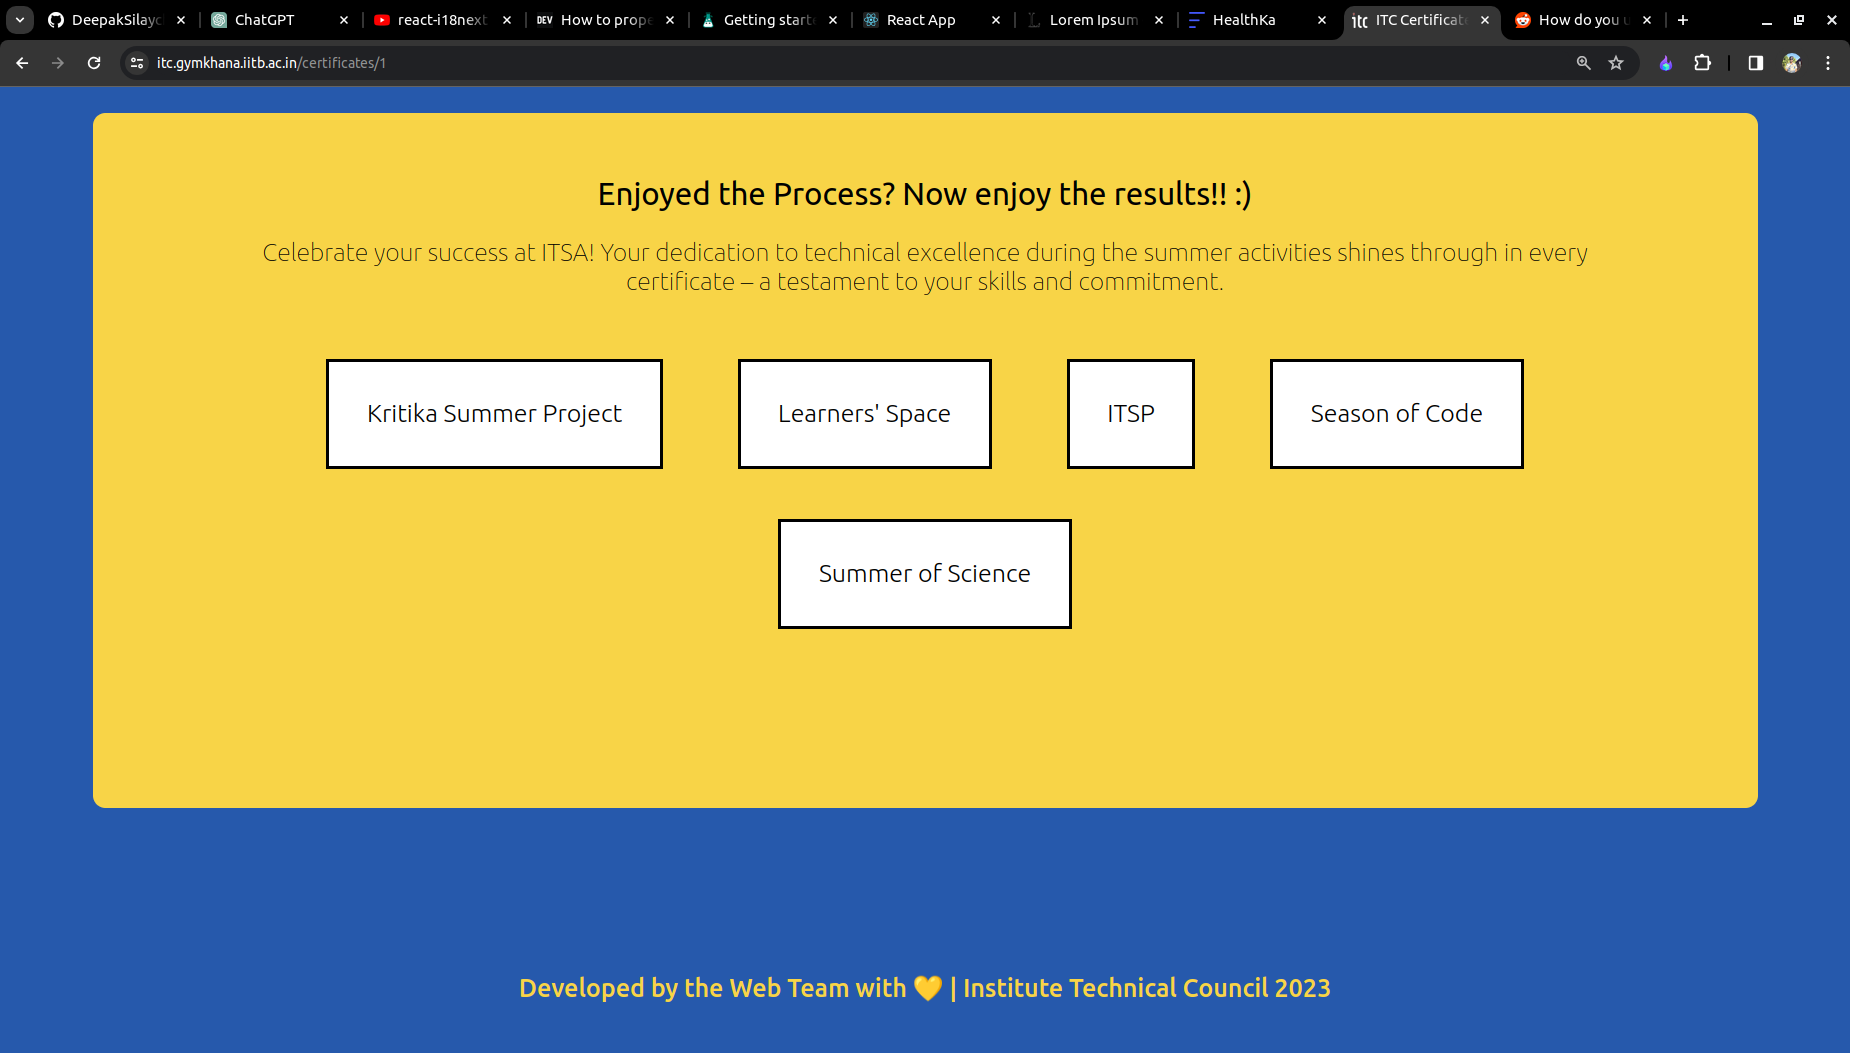 DeepakSilayc
ChatGPT
react-i18next
DEV
How to prope
Getting starte
React App
Lorem Ipsum
HealthKa
itc
ITC Certificate
How do you u
itc.gymkhana.iitb.ac.in/certificates/1
Enjoyed the Process? Now enjoy the results!! :)
Celebrate your success at ITSA! Your dedication to technical excellence during the summer activities shines through in every
certificate – a testament to your skills and commitment.
Kritika Summer Project
Learners' Space
ITSP
Season of Code
Summer of Science
Developed by the Web Team with 💛 | Institute Technical Council 2023